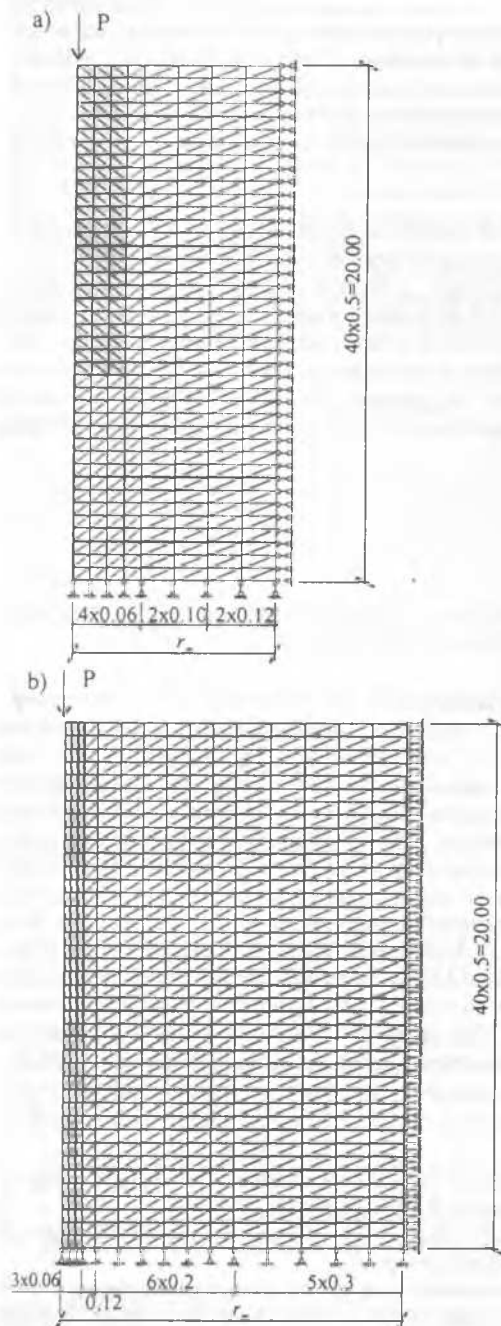 a)
P
40x0.5=20.00
4x0.06
2x0.10
2x0.12
r∞
b)
P
40x0.5=20.00
3x0.06
0,12
6x0.2
5x0.3
r∞